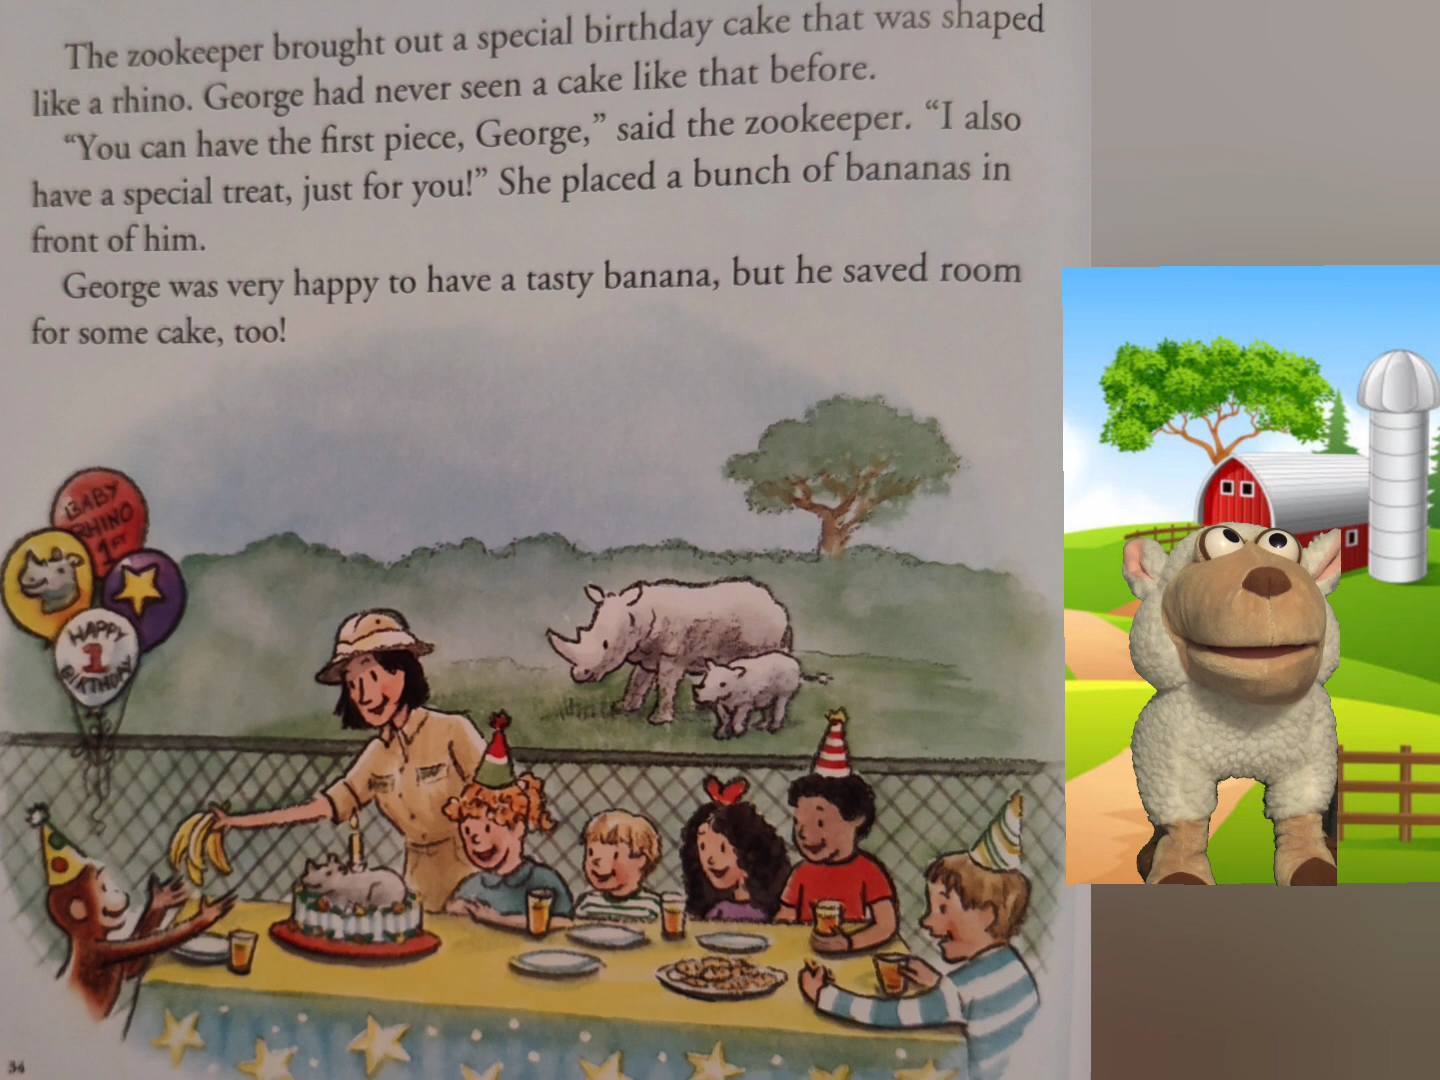 The zookeeper brought out a special birthday cake that was shaped
like a rhino. George had never seen a cake like that before.
“You can have the first piece, George,” said the zookeeper. “I also
have a special treat, just for you!” She placed a bunch of bananas in
front of him.
George was very happy to have a tasty banana, but he saved room
for some cake, too!
BABY
RHINO
1ST
HAPPY
1
BIRTHDAY
34